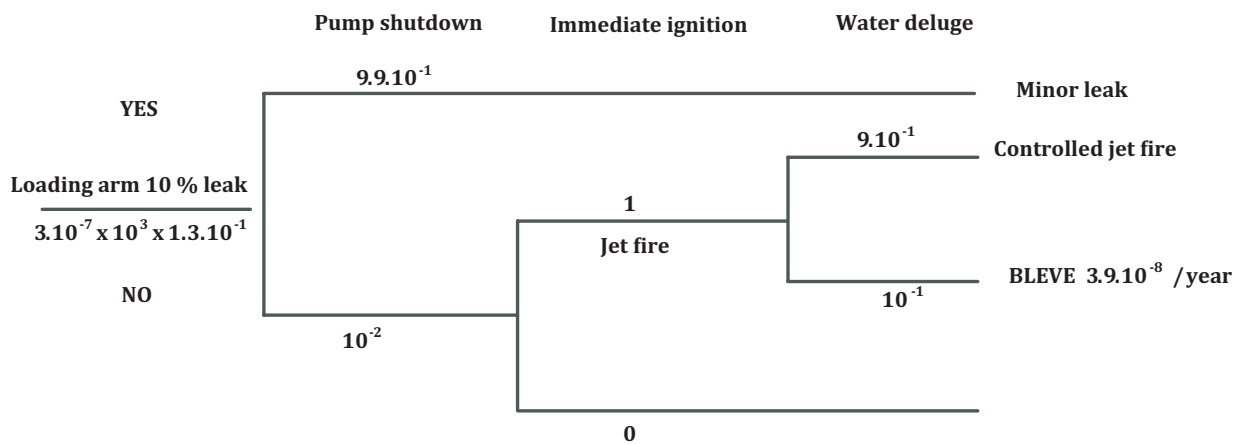 Pump shutdown Immediate ignition Water deluge
9.9.10⁻¹
YES
Minor leak
9.10⁻¹
Controlled jet fire
Loading arm 10 % leak
1
3.10⁻⁷ x 10³ x 1.3.10⁻¹
Jet fire
BLEVE 3.9.10⁻⁸ /year
NO
10⁻¹
10⁻²
0